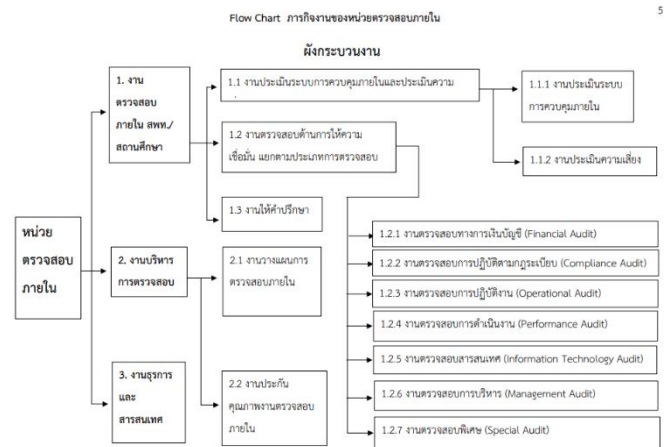 5
Flow Chart ภารกิจงานของหน่วยตรวจสอบภายใน
ผังกระบวนงาน
หน่วย
ตรวจสอบ
ภายใน
1. งาน
ตรวจสอบ
ภายใน สพท./
สถานศึกษา
1.1 งานประเมินระบบการควบคุมภายในและประเมินความ
1.1.1 งานประเมินระบบ
การควบคุมภายใน
1.1.2 งานประเมินความเสี่ยง
1.2 งานตรวจสอบด้านการให้ความ
เชื่อมั่น แยกตามประเภทการตรวจสอบ
1.2.1 งานตรวจสอบทางการเงินบัญชี (Financial Audit)
1.2.2 งานตรวจสอบการปฏิบัติตามกฎระเบียบ (Compliance Audit)
1.2.3 งานตรวจสอบการปฏิบัติงาน (Operational Audit)
1.2.4 งานตรวจสอบการดำเนินงาน (Performance Audit)
1.2.5 งานตรวจสอบสารสนเทศ (Information Technology Audit)
1.2.6 งานตรวจสอบการบริหาร (Management Audit)
1.2.7 งานตรวจสอบพิเศษ (Special Audit)
1.3 งานให้คำปรึกษา
2. งานบริหาร
การตรวจสอบ
2.1 งานวางแผนการ
ตรวจสอบภายใน
2.2 งานประกัน
คุณภาพงานตรวจสอบ
ภายใน
3. งานธุรการ
และ
สารสนเทศ